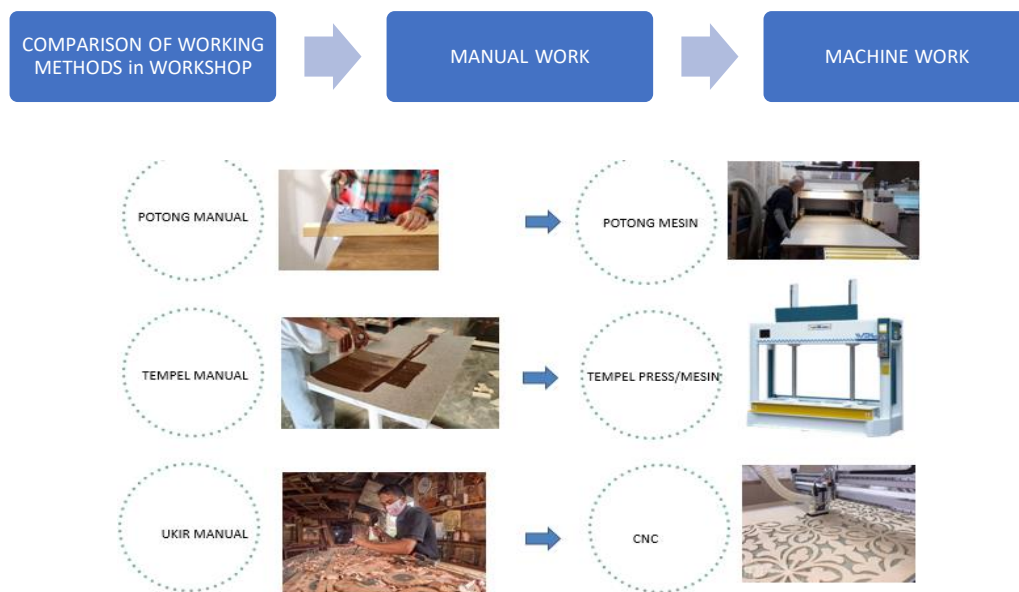 COMPARISON OF WORKING
METHODS in WORKSHOP
MANUAL WORK
MACHINE WORK
POTONG MANUAL
POTONG MESIN
TEMPEL MANUAL
TEMPEL PRESS/MESIN
UKIR MANUAL
CNC